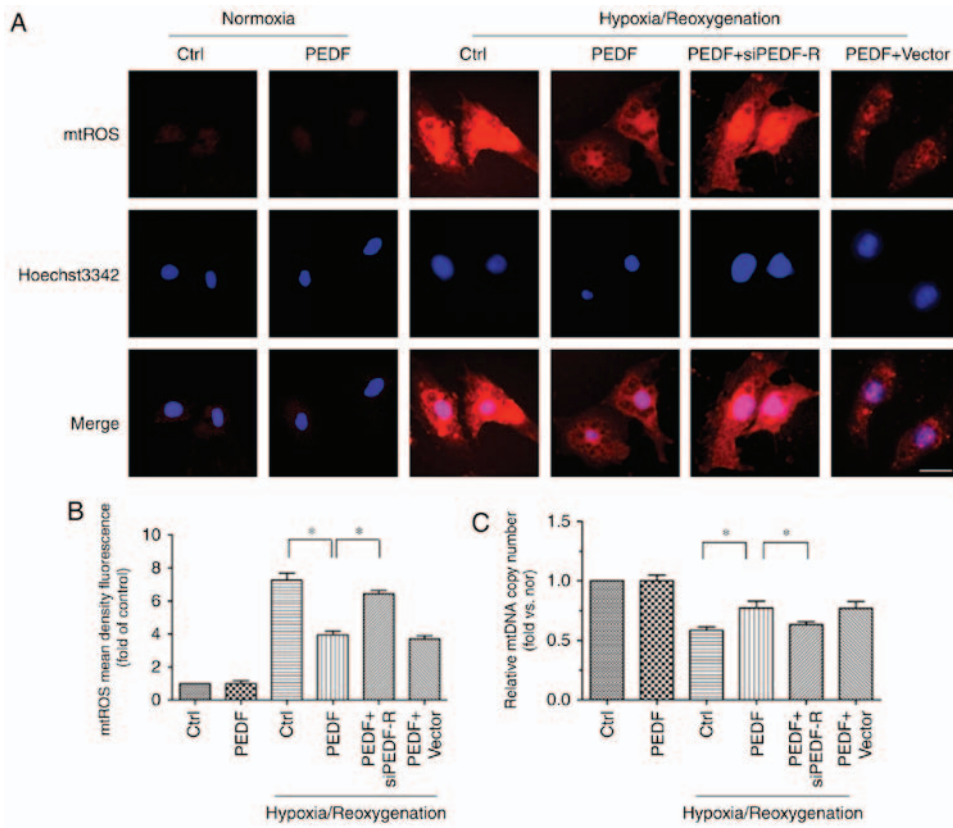 A
Normoxia
Hypoxia/Reoxygenation
Ctrl
PEDF
Ctrl
PEDF
PEDF+siPEDF-R
PEDF+Vector
mtROS
Hoechst3342
Merge
B
mtROS mean density fluorescence
(fold of control)
10
8
6
4
2
0
*
*
Ctrl
PEDF
Ctrl
PEDF
PEDF+
siPEDF-R
PEDF+
Vector
Hypoxia/Reoxygenation
C
Relative mtDNA copy number
(fold vs. nor)
1.5
1.0
0.5
0.0
*
*
Ctrl
PEDF
Ctrl
PEDF
PEDF+
siPEDF-R
PEDF+
Vector
Hypoxia/Reoxygenation